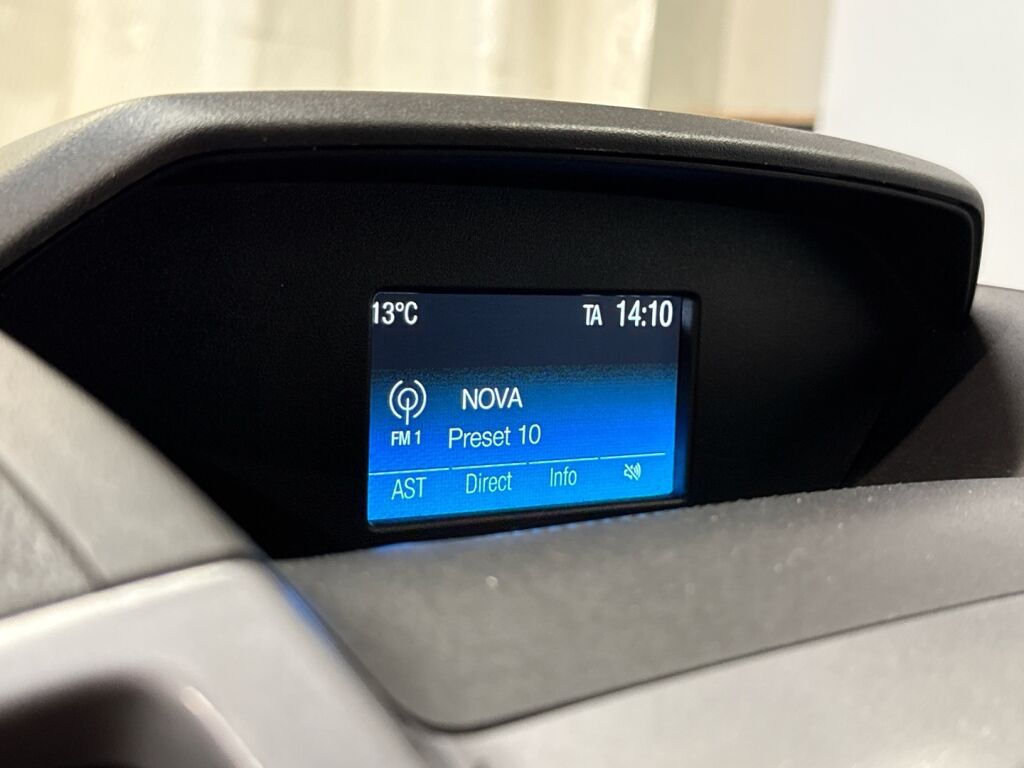 13°C TA 14:10
NOVA
FM 1 Preset 10
AST Direct Info